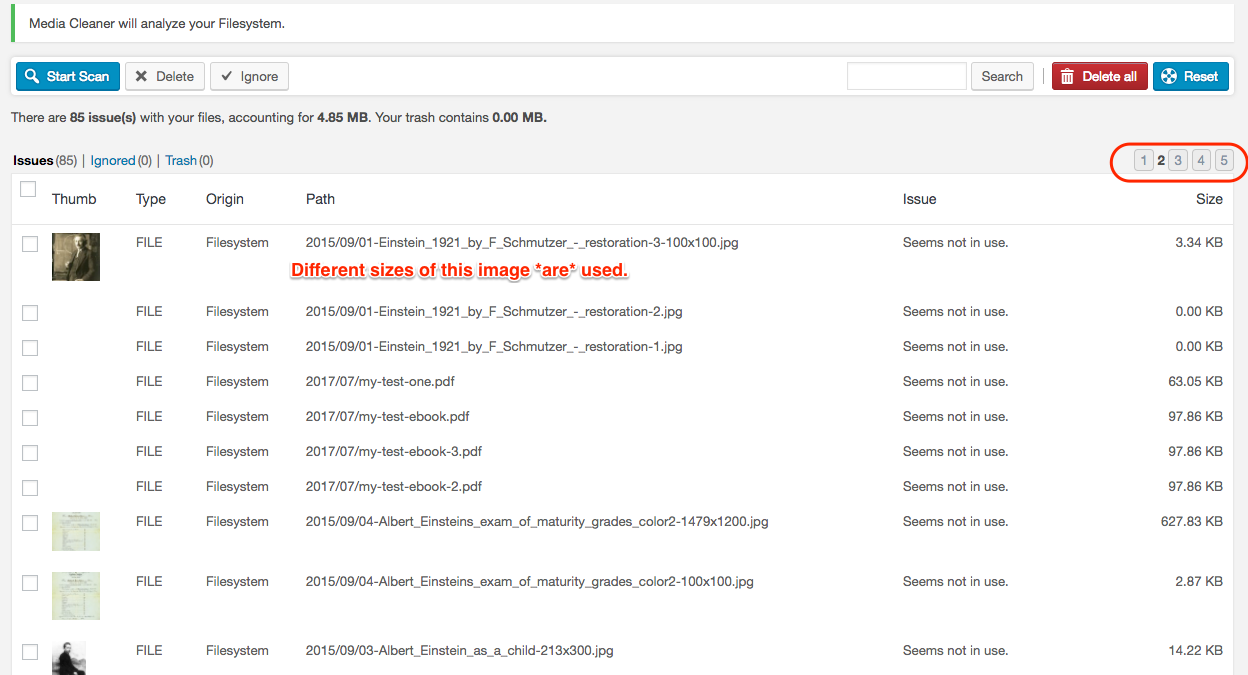 Media Cleaner will analyze your Filesystem.
Start Scan Delete Ignore Search Delete all Reset
There are 85 issue(s) with your files, accounting for 4.85 MB. Your trash contains 0.00 MB.
Issues (85) | Ignored (0) | Trash (0) 1 2 3 4 5
Thumb Type Origin Path Issue Size
FILE Filesystem 2015/09/01-Einstein_1921_by_F_Schmutzer_-_restoration-3-100x100.jpg Seems not in use. 3.34 KB
Different sizes of this image *are* used.
FILE Filesystem 2015/09/01-Einstein_1921_by_F_Schmutzer_-_restoration-2.jpg Seems not in use. 0.00 KB
FILE Filesystem 2015/09/01-Einstein_1921_by_F_Schmutzer_-_restoration-1.jpg Seems not in use. 0.00 KB
FILE Filesystem 2017/07/my-test-one.pdf Seems not in use. 63.05 KB
FILE Filesystem 2017/07/my-test-ebook.pdf Seems not in use. 97.86 KB
FILE Filesystem 2017/07/my-test-ebook-3.pdf Seems not in use. 97.86 KB
FILE Filesystem 2017/07/my-test-ebook-2.pdf Seems not in use. 97.86 KB
FILE Filesystem 2015/09/04-Albert_Einsteins_exam_of_maturity_grades_color2-1479x1200.jpg Seems not in use. 627.83 KB
FILE Filesystem 2015/09/04-Albert_Einsteins_exam_of_maturity_grades_color2-100x100.jpg Seems not in use. 2.87 KB
FILE Filesystem 2015/09/03-Albert_Einstein_as_a_child-213x300.jpg Seems not in use. 14.22 KB